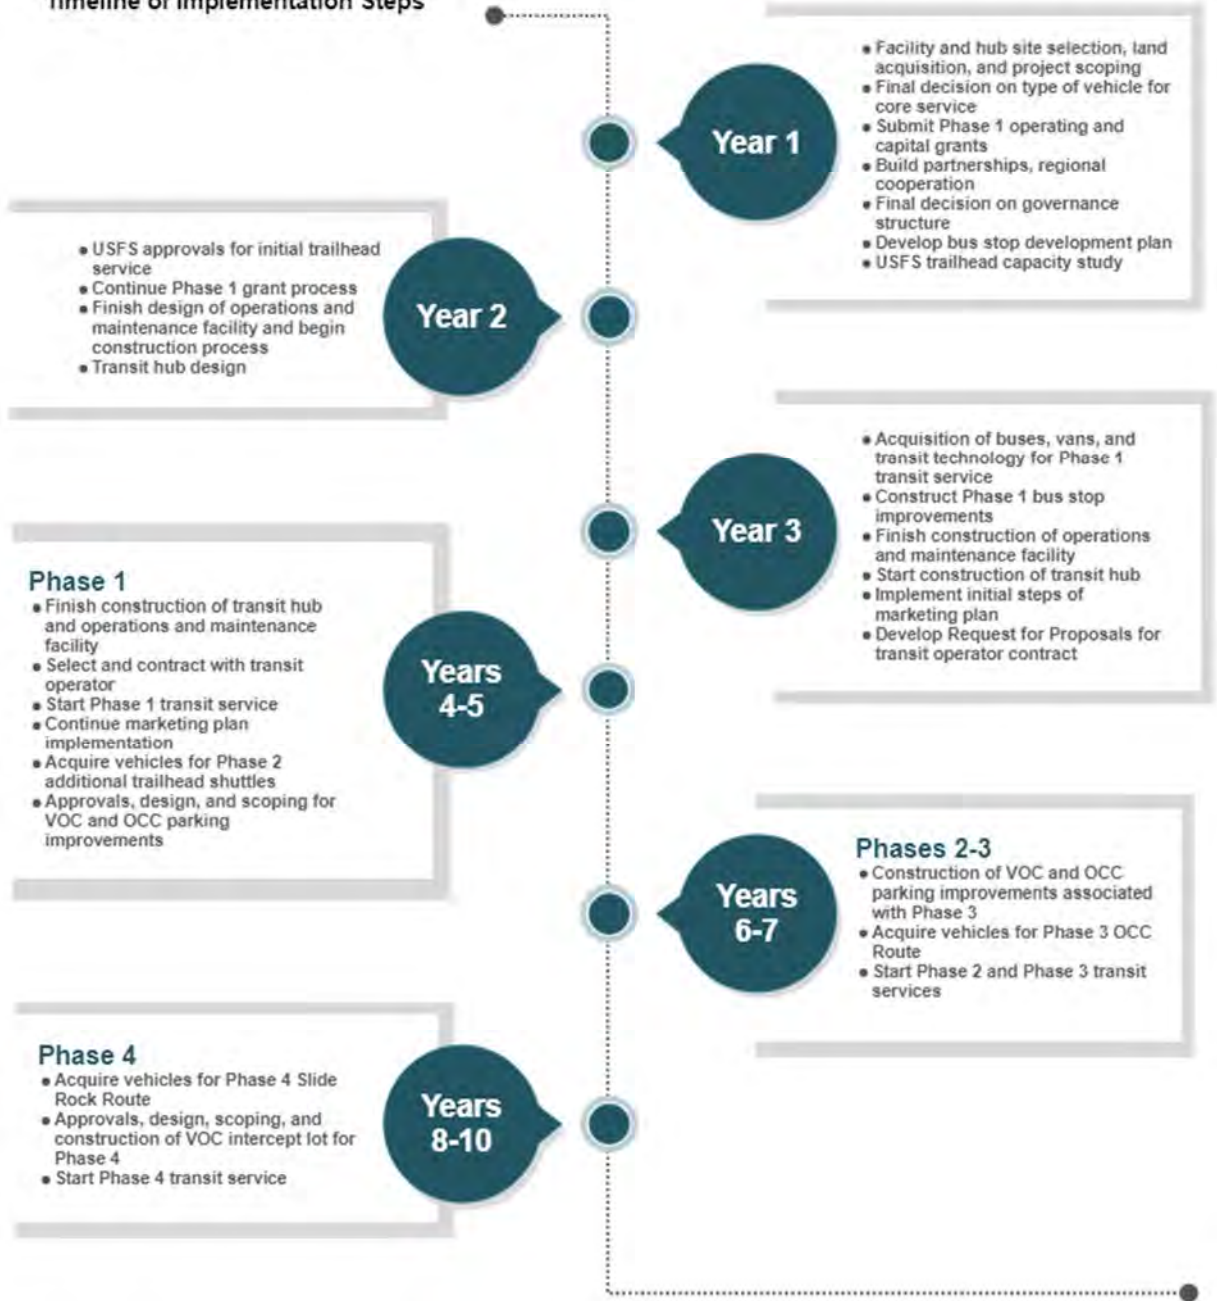 Timeline of Implementation Steps
Year 1
• Facility and hub site selection, land
acquisition, and project scoping
• Final decision on type of vehicle for
core service
• Submit Phase 1 operating and
capital grants
• Build partnerships, regional
cooperation
• Final decision on governance
structure
• Develop bus stop development plan
• USFS trailhead capacity study
• USFS approvals for initial trailhead
service
• Continue Phase 1 grant process
• Finish design of operations and
maintenance facility and begin
construction process
• Transit hub design
Year 2
Year 3
• Acquisition of buses, vans, and
transit technology for Phase 1
transit service
• Construct Phase 1 bus stop
improvements
• Finish construction of operations
and maintenance facility
• Start construction of transit hub
• Implement initial steps of
marketing plan
• Develop Request for Proposals for
transit operator contract
Phase 1
• Finish construction of transit hub
and operations and maintenance
facility
• Select and contract with transit
operator
• Start Phase 1 transit service
• Continue marketing plan
implementation
• Acquire vehicles for Phase 2
additional trailhead shuttles
• Approvals, design, and scoping for
VOC and OCC parking
improvements
Years
4-5
Years
6-7
Phases 2-3
• Construction of VOC and OCC
parking improvements associated
with Phase 3
• Acquire vehicles for Phase 3 OCC
Route
• Start Phase 2 and Phase 3 transit
services
Phase 4
• Acquire vehicles for Phase 4 Slide
Rock Route
• Approvals, design, scoping, and
construction of VOC intercept lot for
Phase 4
• Start Phase 4 transit service
Years
8-10